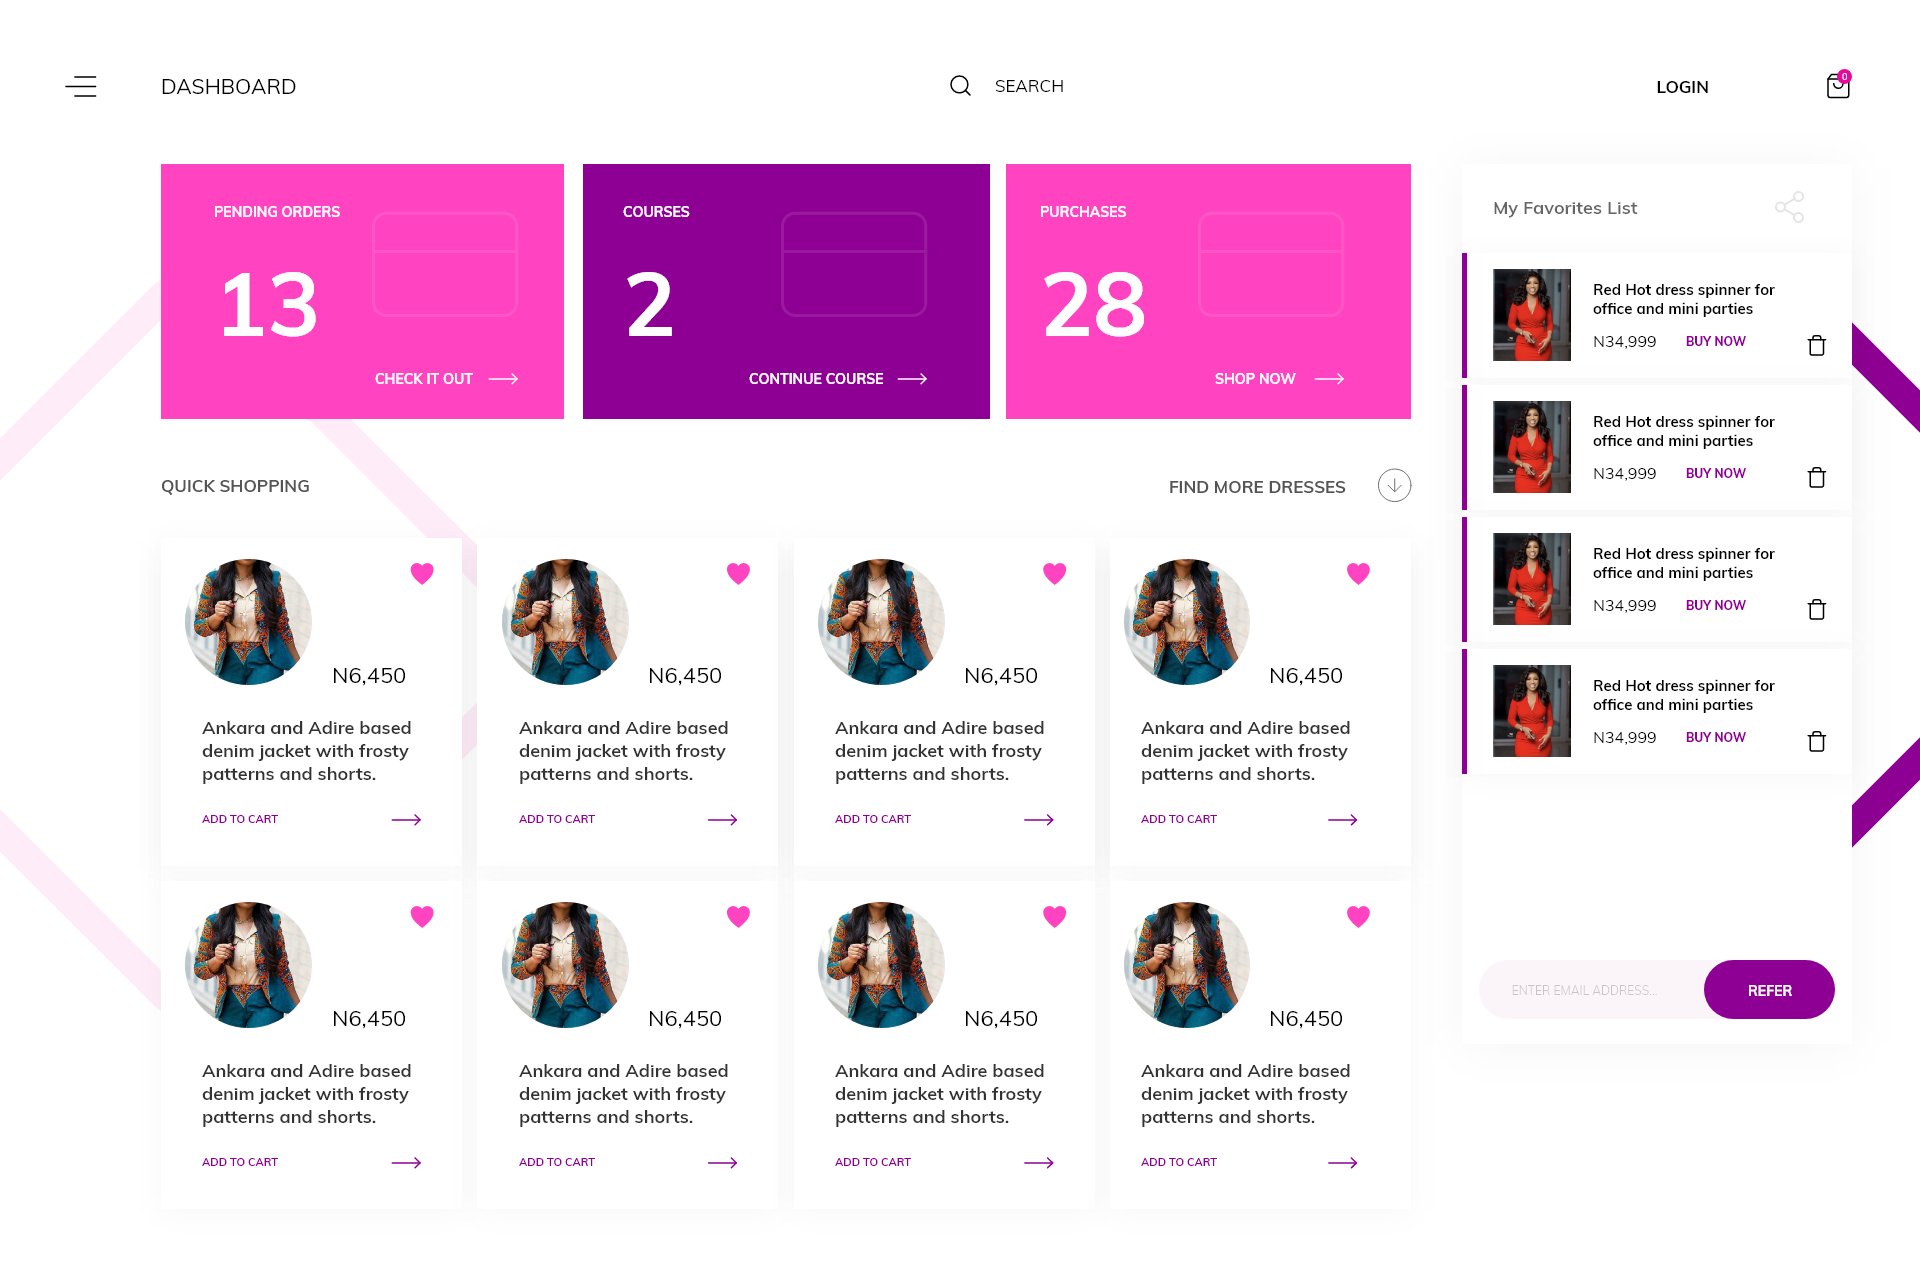 DASHBOARD
SEARCH
LOGIN
0
PENDING ORDERS
13
CHECK IT OUT
COURSES
2
CONTINUE COURSE
PURCHASES
28
SHOP NOW
QUICK SHOPPING
FIND MORE DRESSES
N6,450
Ankara and Adire based
denim jacket with frosty
patterns and shorts.
ADD TO CART
N6,450
Ankara and Adire based
denim jacket with frosty
patterns and shorts.
ADD TO CART
N6,450
Ankara and Adire based
denim jacket with frosty
patterns and shorts.
ADD TO CART
N6,450
Ankara and Adire based
denim jacket with frosty
patterns and shorts.
ADD TO CART
N6,450
Ankara and Adire based
denim jacket with frosty
patterns and shorts.
ADD TO CART
N6,450
Ankara and Adire based
denim jacket with frosty
patterns and shorts.
ADD TO CART
N6,450
Ankara and Adire based
denim jacket with frosty
patterns and shorts.
ADD TO CART
N6,450
Ankara and Adire based
denim jacket with frosty
patterns and shorts.
ADD TO CART
My Favorites List
Red Hot dress spinner for
office and mini parties
N34,999 BUY NOW
Red Hot dress spinner for
office and mini parties
N34,999 BUY NOW
Red Hot dress spinner for
office and mini parties
N34,999 BUY NOW
Red Hot dress spinner for
office and mini parties
N34,999 BUY NOW
ENTER EMAIL ADDRESS...
REFER